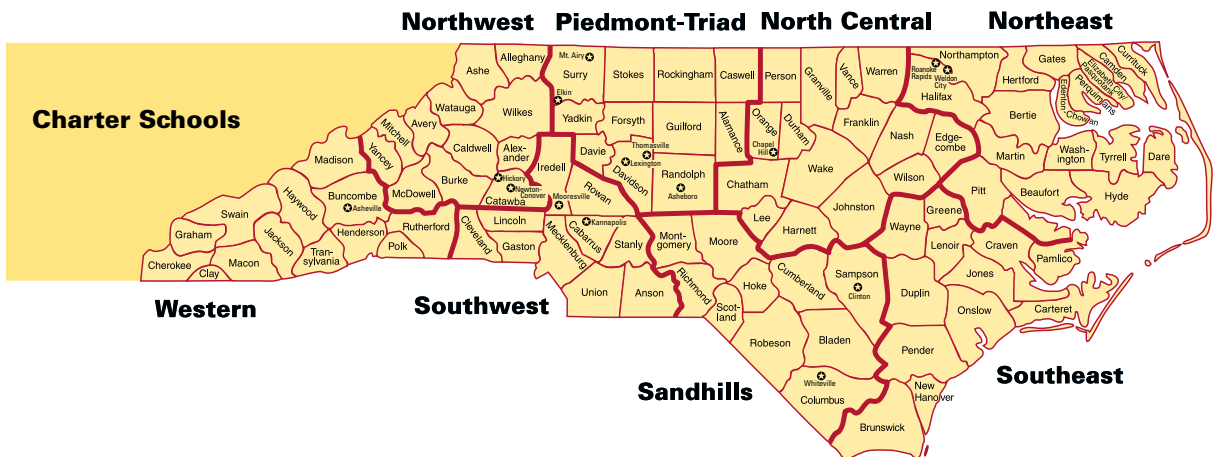 Northwest
Piedmont-Triad
North Central
Northeast
Charter Schools
Western
Southwest
Sandhills
Southeast
Ashe
Alleghany
Watauga
Wilkes
Mitchell
Avery
Yancey
Caldwell
Alex-
ander
Burke
McDowell
Hickory
Newton-
Conover
Catawba
Mt. Airy
Surry
Elkin
Yadkin
Stokes
Rockingham
Caswell
Forsyth
Guilford
Alamance
Davie
Thomasville
Lexington
Davidson
Randolph
Asheboro
Person
Granville
Vance
Warren
Orange
Chapel
Hill
Durham
Franklin
Nash
Edge-
combe
Wake
Wilson
Chatham
Lee
Harnett
Johnston
Northampton
Roanoke
Rapids
Weldon
City
Halifax
Gates
Hertford
Bertie
Currituck
Camden
Elizabeth City/
Pasquotank
Perquimans
Edenton-
Chowan
Martin
Wash-
ington
Tyrrell
Dare
Pitt
Beaufort
Hyde
Madison
Buncombe
Asheville
Haywood
Swain
Graham
Cherokee
Clay
Macon
Jackson
Tran-
sylvania
Henderson
Polk
Rutherford
Iredell
Mooresville
Rowan
Cleveland
Lincoln
Gaston
Mecklenburg
Kannapolis
Cabarrus
Stanly
Union
Anson
Mont-
gomery
Moore
Richmond
Scot-
land
Hoke
Cumberland
Sampson
Clinton
Robeson
Bladen
Whiteville
Columbus
Wayne
Greene
Lenoir
Craven
Pamlico
Jones
Duplin
Onslow
Carteret
Pender
New
Hanover
Brunswick